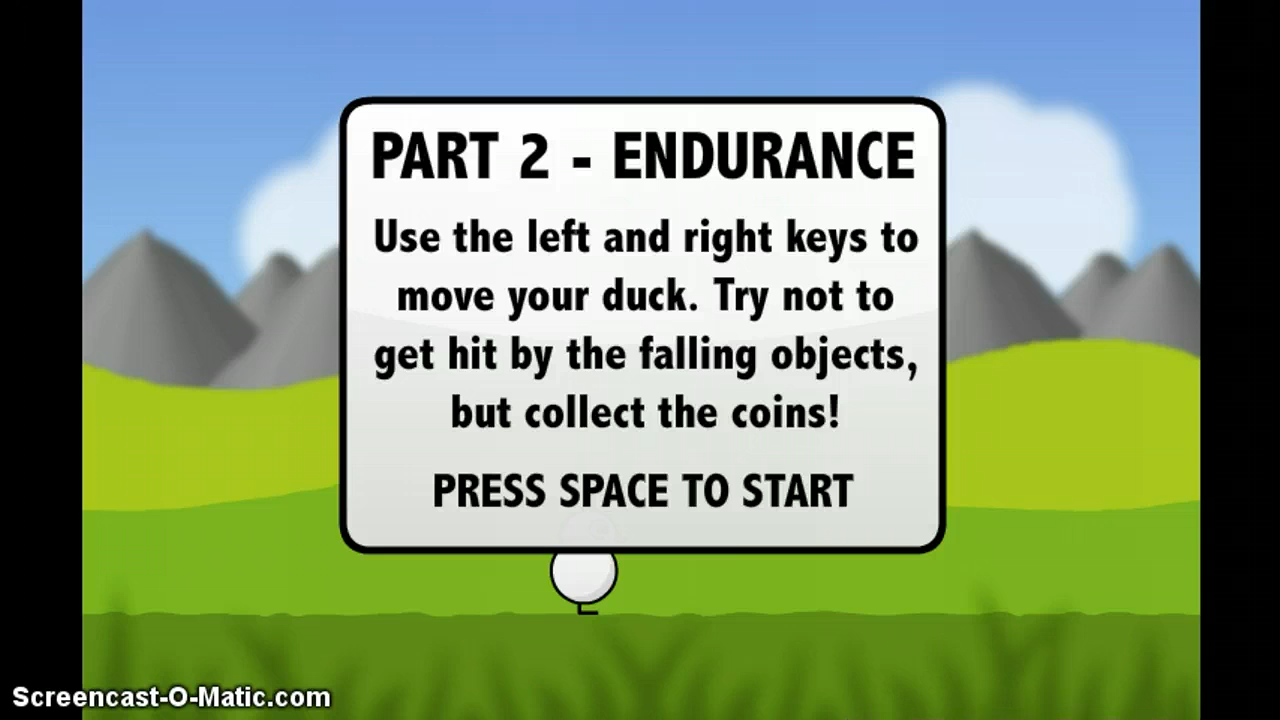 PART 2 - ENDURANCE
Use the left and right keys to
move your duck. Try not to
get hit by the falling objects,
but collect the coins!
PRESS SPACE TO START
Screencast-O-Matic.com